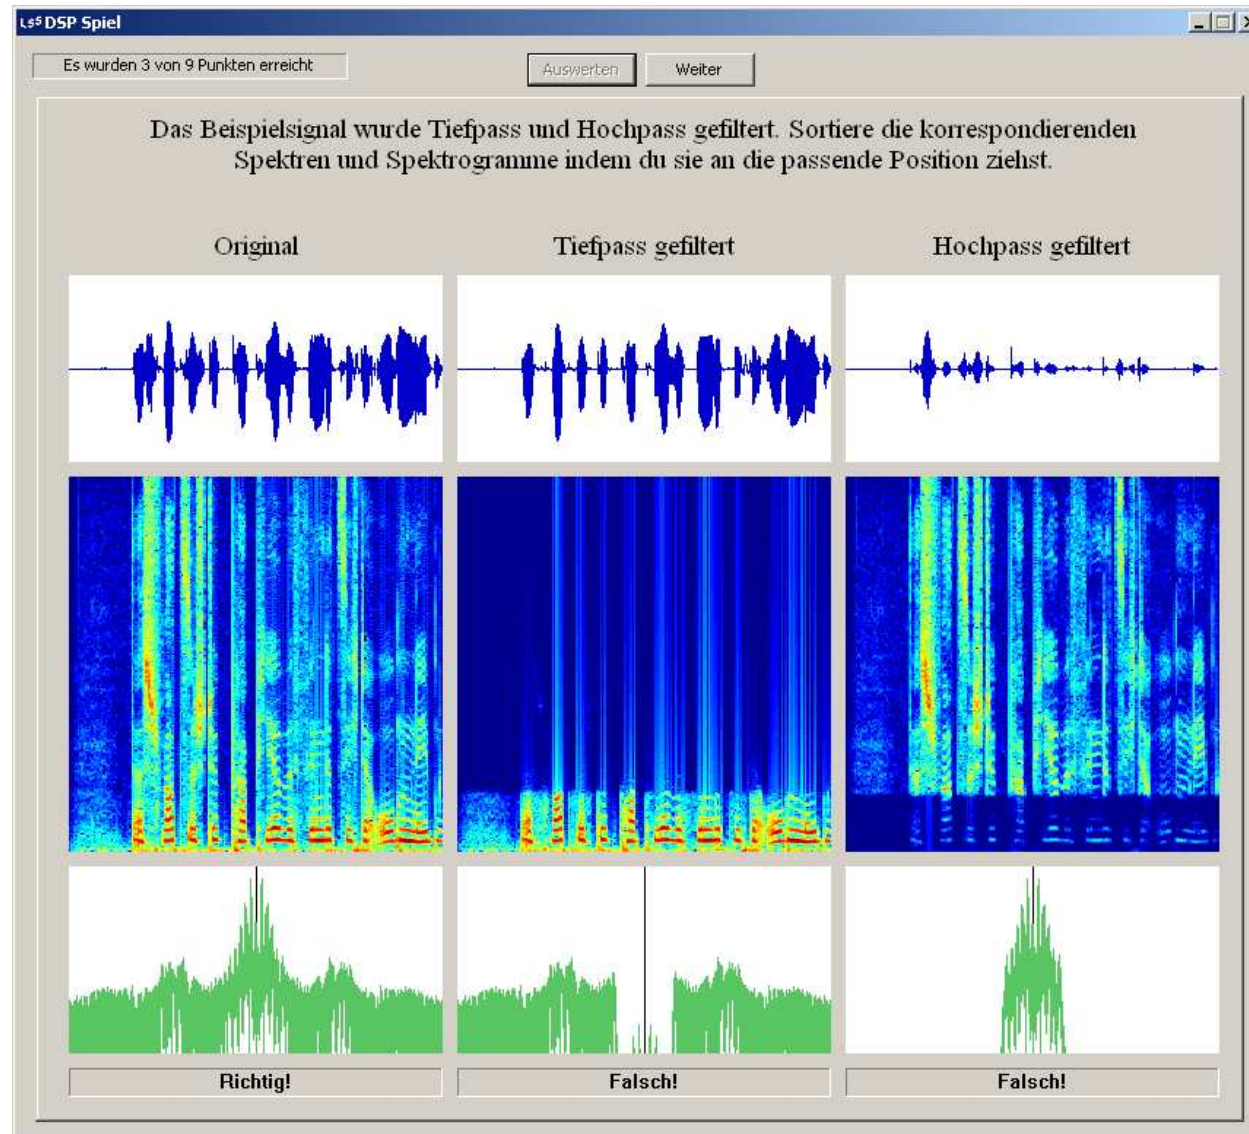 LSS DSP Spiel
Es wurden 3 von 9 Punkten erreicht
Auswerten
Weiter
Das Beispielsignal wurde Tiefpass und Hochpass gefiltert. Sortiere die korrespondierenden
Spektren und Spektrogramme indem du sie an die passende Position ziehst.
Original
Tiefpass gefiltert
Hochpass gefiltert
Richtig!
Falsch!
Falsch!